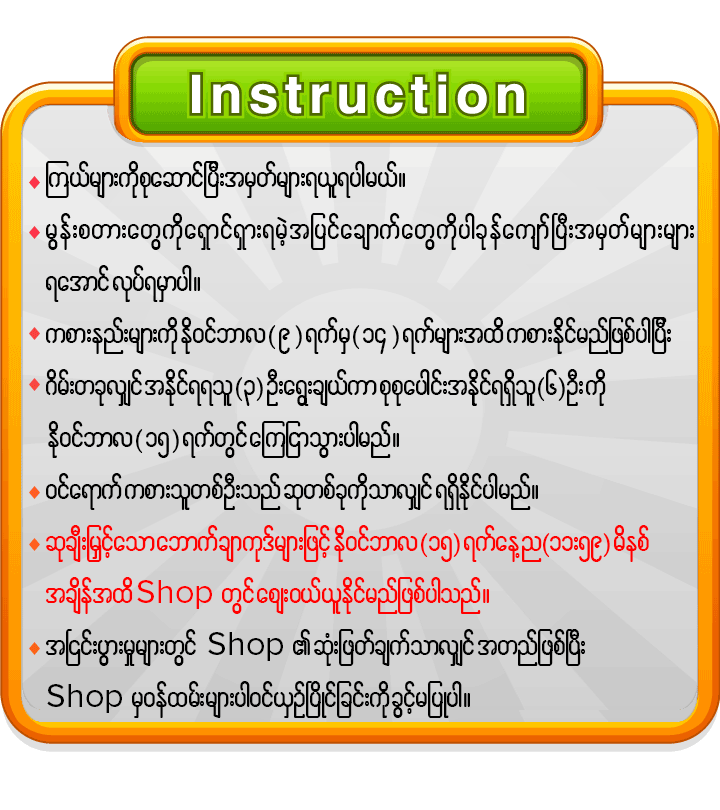 Instruction
ကြယ်များကိုစုဆောင်ပြီးအမှတ်များရယူရပါမယ်။
မွန်းစတားတွေကိုရှောင်ရှားရမဲ့အပြင်ချောက်တွေကိုပါခုန်ကျော်ပြီးအမှတ်များများ
ရအောင် လုပ်ရမှာပါ။
ကစားနည်းများကို နိုဝင်ဘာလ (၉) ရက်မှ (၁၄) ရက်များအထိ ကစားနိုင်မည်ဖြစ်ပါပြီး
ဂိမ်းတခုလျှင် အနိုင်ရရသူ (၃) ဦးရွေးချယ်ကာ စုစုပေါင်းအနိုင်ရရှိသူ (၆) ဦး ကို
နိုဝင်ဘာလ (၁၅) ရက်တွင် ကြေငြာသွားပါမည်။
ဝင်ရောက် ကစားသူတစ်ဦးသည် ဆုတစ်ခုကိုသာလျှင် ရရှိနိုင်ပါမည်။
ဆုချီးမြှင့်သောဘောက်ချာကုဒ်များဖြင့် နိုဝင်ဘာလ (၁၅) ရက်နေ့ည (၁၁း၅၉) မိနစ်
အချိန်အထိ Shop တွင် ဈေးဝယ်ယူနိုင်မည်ဖြစ်ပါသည်။
အငြင်းပွားမှုများတွင် Shop ၏ ဆုံးဖြတ်ချက်သာလျှင် အတည်ဖြစ်ပြီး
Shop မှဝန်ထမ်းများပါဝင်ယှဉ်ပြိုင်ခြင်းကိုခွင့်မပြုပါ။